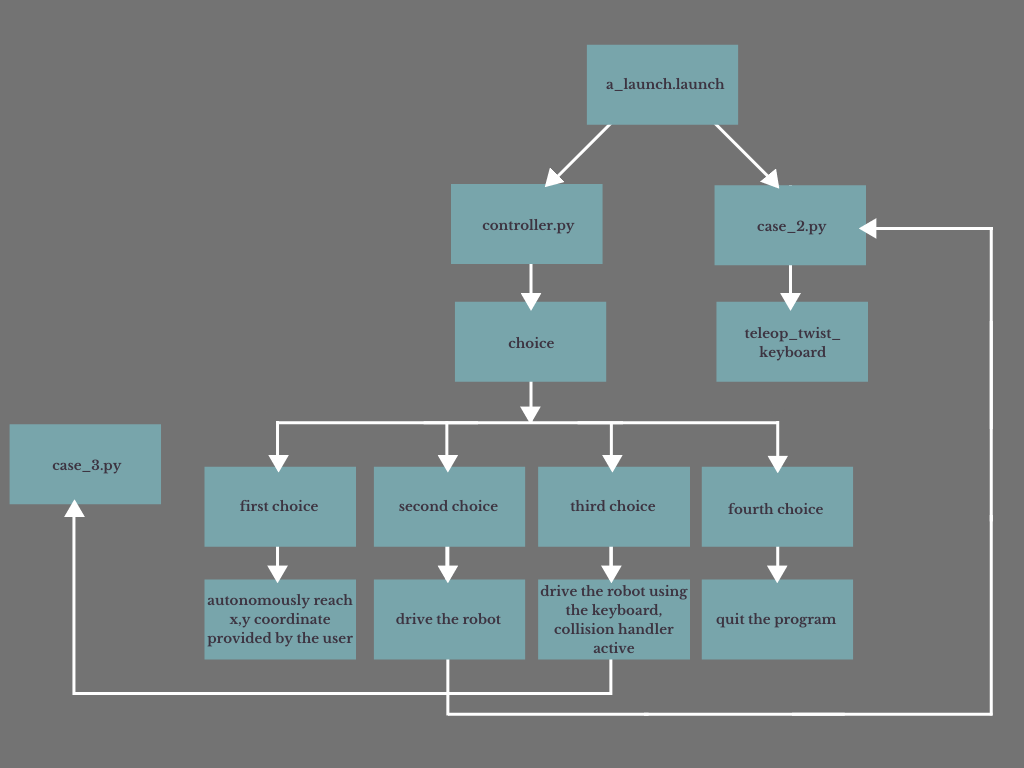 a_launch.launch
controller.py
case_2.py
choice
teleop_twist_
keyboard
case_3.py
first choice
second choice
third choice
fourth choice
autonomously reach
x,y coordinate
provided by the user
drive the robot
drive the robot using
the keyboard,
collision handler
active
quit the program